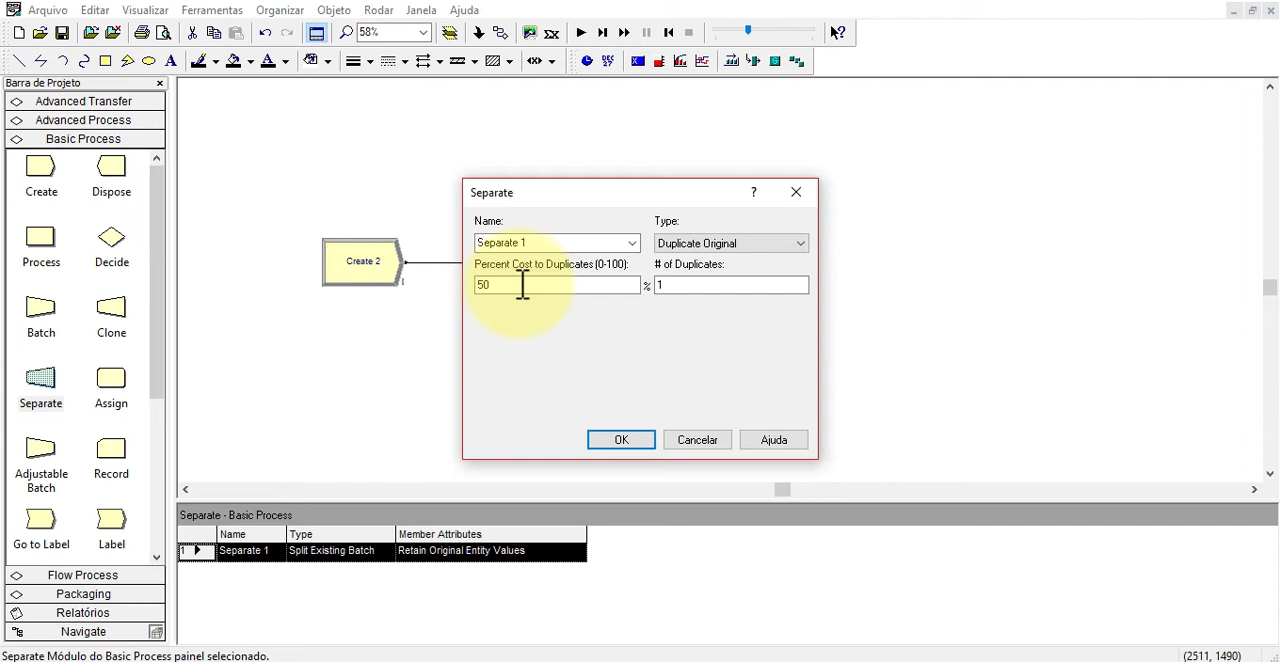 Arquivo Editar Visualizar Ferramentas Organizar Objeto Rodar Janela Ajuda
58%
Barra de Projeto
Advanced Transfer
Advanced Process
Basic Process
Create Dispose
Process Decide
Batch Clone
Separate Assign
Adjustable Batch Record
Go to Label Label
Flow Process
Packaging
Relatórios
Navigate
Create 2
Separate
Name: Type:
Separate 1 Duplicate Original
Percent Cost to Duplicates (0-100): # of Duplicates:
50 % 1
OK Cancelar Ajuda
Separate - Basic Process
Name Type Member Attributes
1 Separate 1 Split Existing Batch Retain Original Entity Values
Separate Módulo do Basic Process painel selecionado. (2511, 1490)